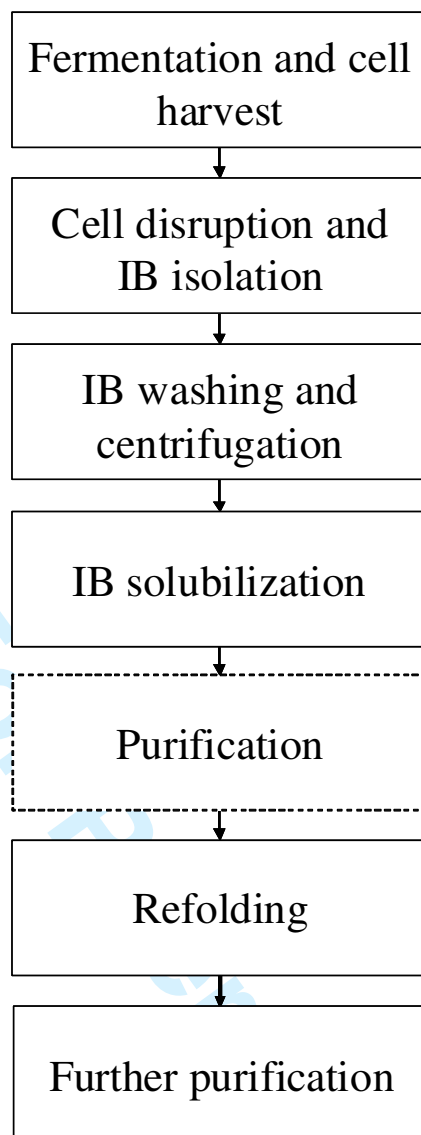 Fermentation and cell
harvest
Cell disruption and
IB isolation
IB washing and
centrifugation
IB solubilization
Purification
Refolding
Further purification